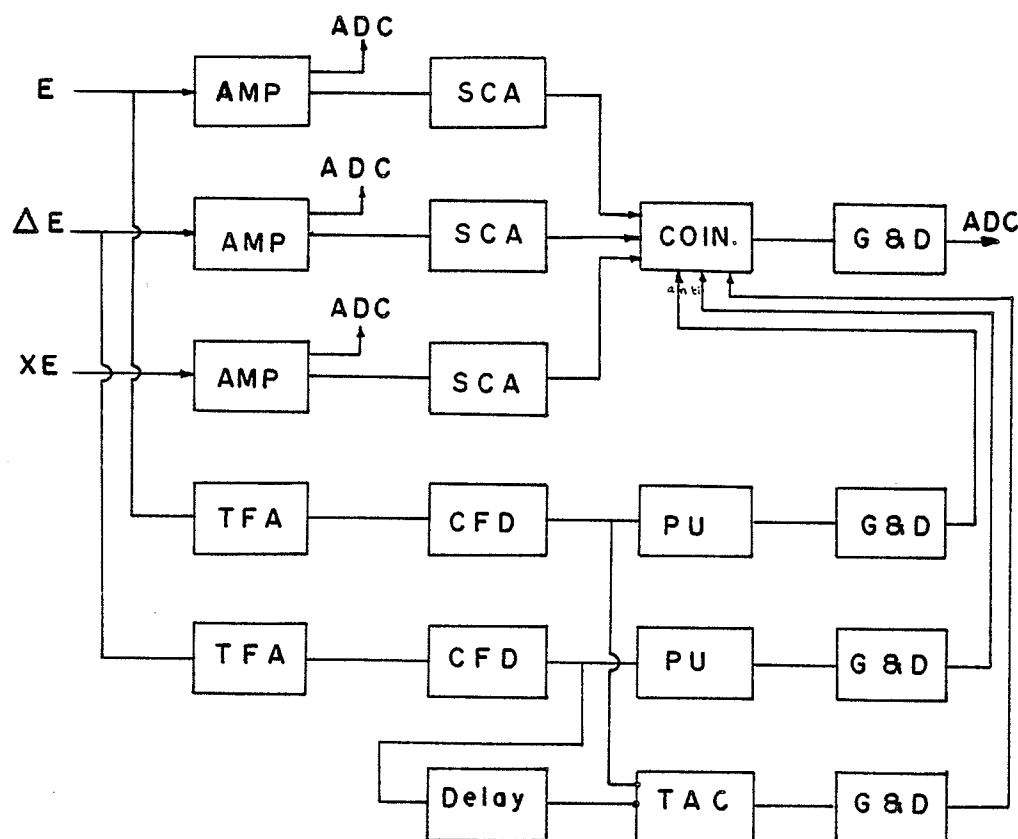 ADC
E AMP SCA
ADC
ΔE AMP SCA COIN. G&D ADC
anti
ADC
XE AMP SCA
TFA CFD PU G&D
TFA CFD PU G&D
Delay TAC G&D